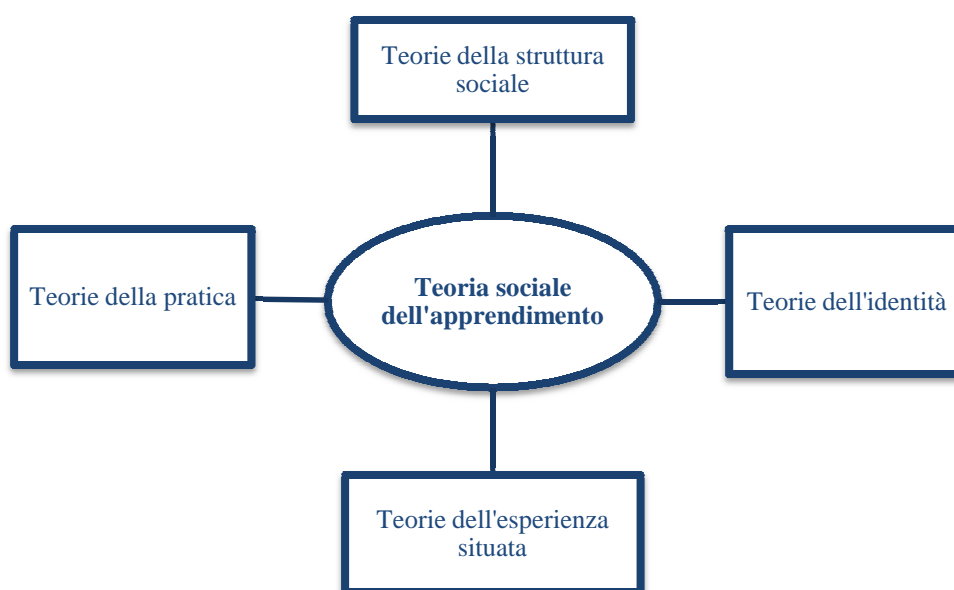 Teorie della struttura
sociale
Teorie della pratica
Teoria sociale
dell'apprendimento
Teorie dell'identità
Teorie dell'esperienza
situata